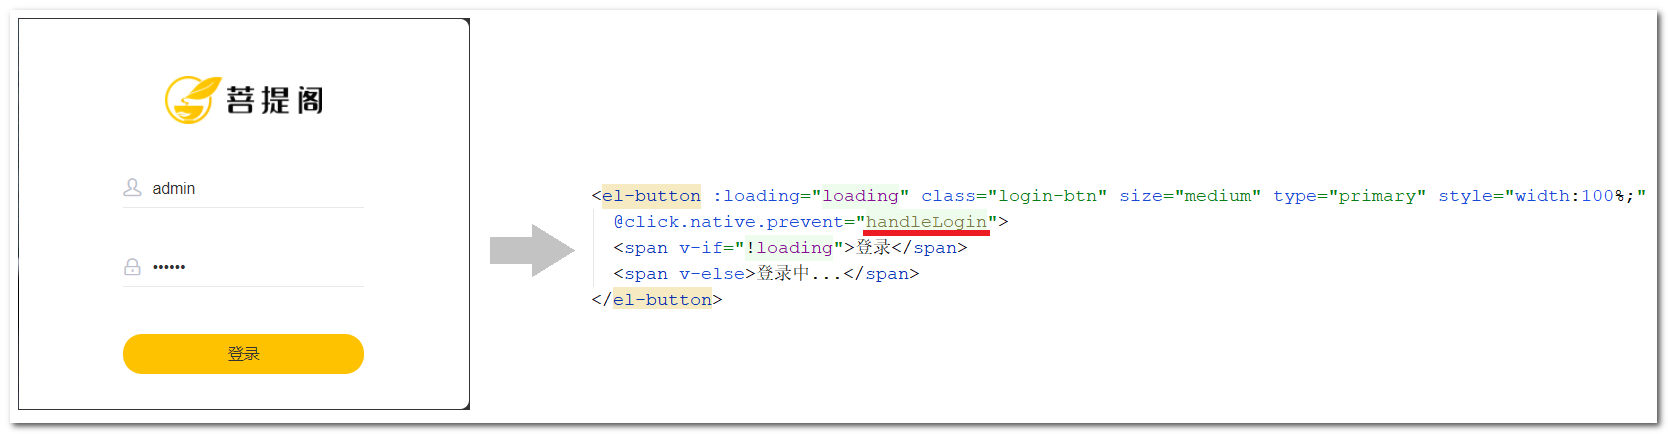 菩提阁
admin
••••••
登录
<el-button :loading="loading" class="login-btn" size="medium" type="primary" style="width:100%;"
@click.native.prevent="handleLogin">
<span v-if="!loading">登录</span>
<span v-else>登录中...</span>
</el-button>